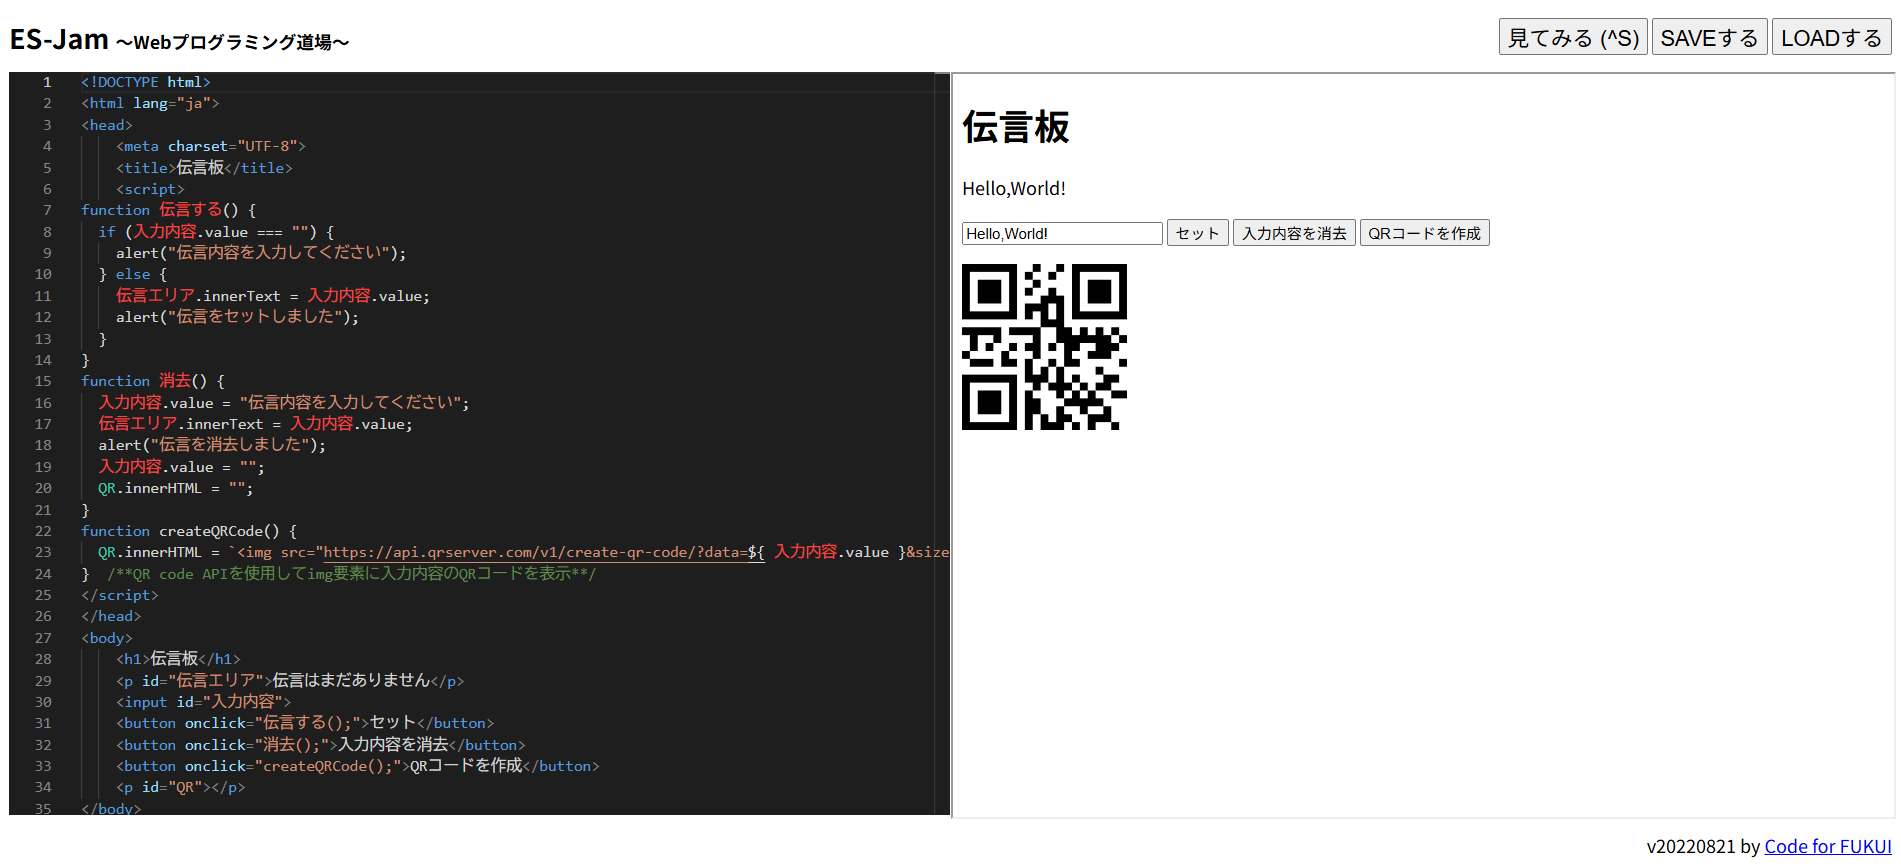 ES-Jam ～Webプログラミング道場～
見てみる (^S) SAVEする LOADする
1 <!DOCTYPE html>
2 <html lang="ja">
3 <head>
4 <meta charset="UTF-8">
5 <title>伝言板</title>
6 <script>
7 function 伝言する() {
8 if (入力内容.value === "") {
9 alert("伝言内容を入力してください");
10 } else {
11 伝言エリア.innerText = 入力内容.value;
12 alert("伝言をセットしました");
13 }
14 }
15 function 消去() {
16 入力内容.value = "伝言内容を入力してください";
17 伝言エリア.innerText = 入力内容.value;
18 alert("伝言を消去しました");
19 入力内容.value = "";
20 QR.innerHTML = "";
21 }
22 function createQRCode() {
23 QR.innerHTML = `<img src="https://api.qrserver.com/v1/create-qr-code/?data=${ 入力内容.value }&size
24 } /**QR code APIを使用してimg要素に入力内容のQRコードを表示**/
25 </script>
26 </head>
27 <body>
28 <h1>伝言板</h1>
29 <p id="伝言エリア">伝言はまだありません</p>
30 <input id="入力内容">
31 <button onclick="伝言する();">セット</button>
32 <button onclick="消去();">入力内容を消去</button>
33 <button onclick="createQRCode();">QRコードを作成</button>
34 <p id="QR"></p>
35 </body>
伝言板
Hello,World!
Hello,World! セット 入力内容を消去 QRコードを作成
v20220821 by Code for FUKUI